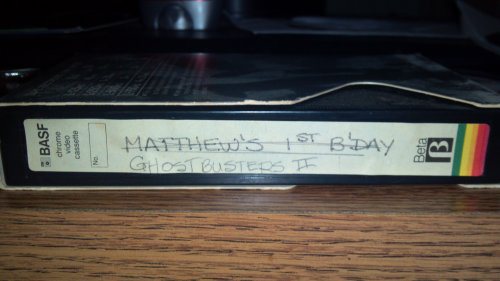 BASF
chrome
video
cassette
No.
MATTHEW'S 1ST B'DAY
GHOSTBUSTERS II
Beta
B